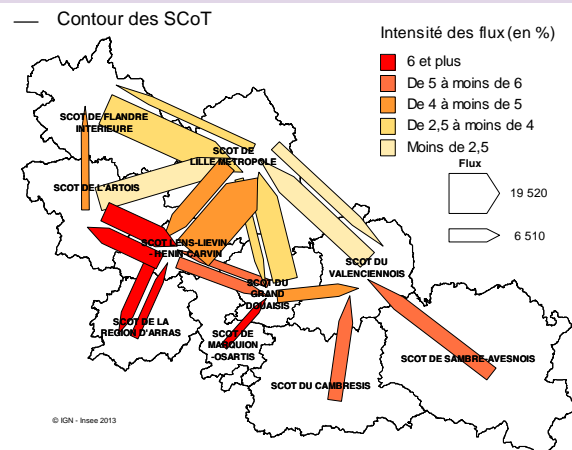 Contour des SCoT
Intensité des flux (en %)
6 et plus
De 5 à moins de 6
De 4 à moins de 5
De 2,5 à moins de 4
Moins de 2,5
Flux
19 520
6 510
SCOT DE FLANDRE
INTERIEURE
SCOT DE
LILLE METROPOLE
SCOT DE L'ARTOIS
SCOT LENS-LIEVIN-
HENIN CARVIN
SCOT DU
VALENCIENNOIS
SCOT DU
GRAND
DOUAISIS
SCOT DE LA
REGION D'ARRAS
SCOT DE
MARQUION
-OSARTIS
SCOT DE SAMBRE-AVESNOIS
SCOT DU CAMBRESIS
© IGN - Insee 2013